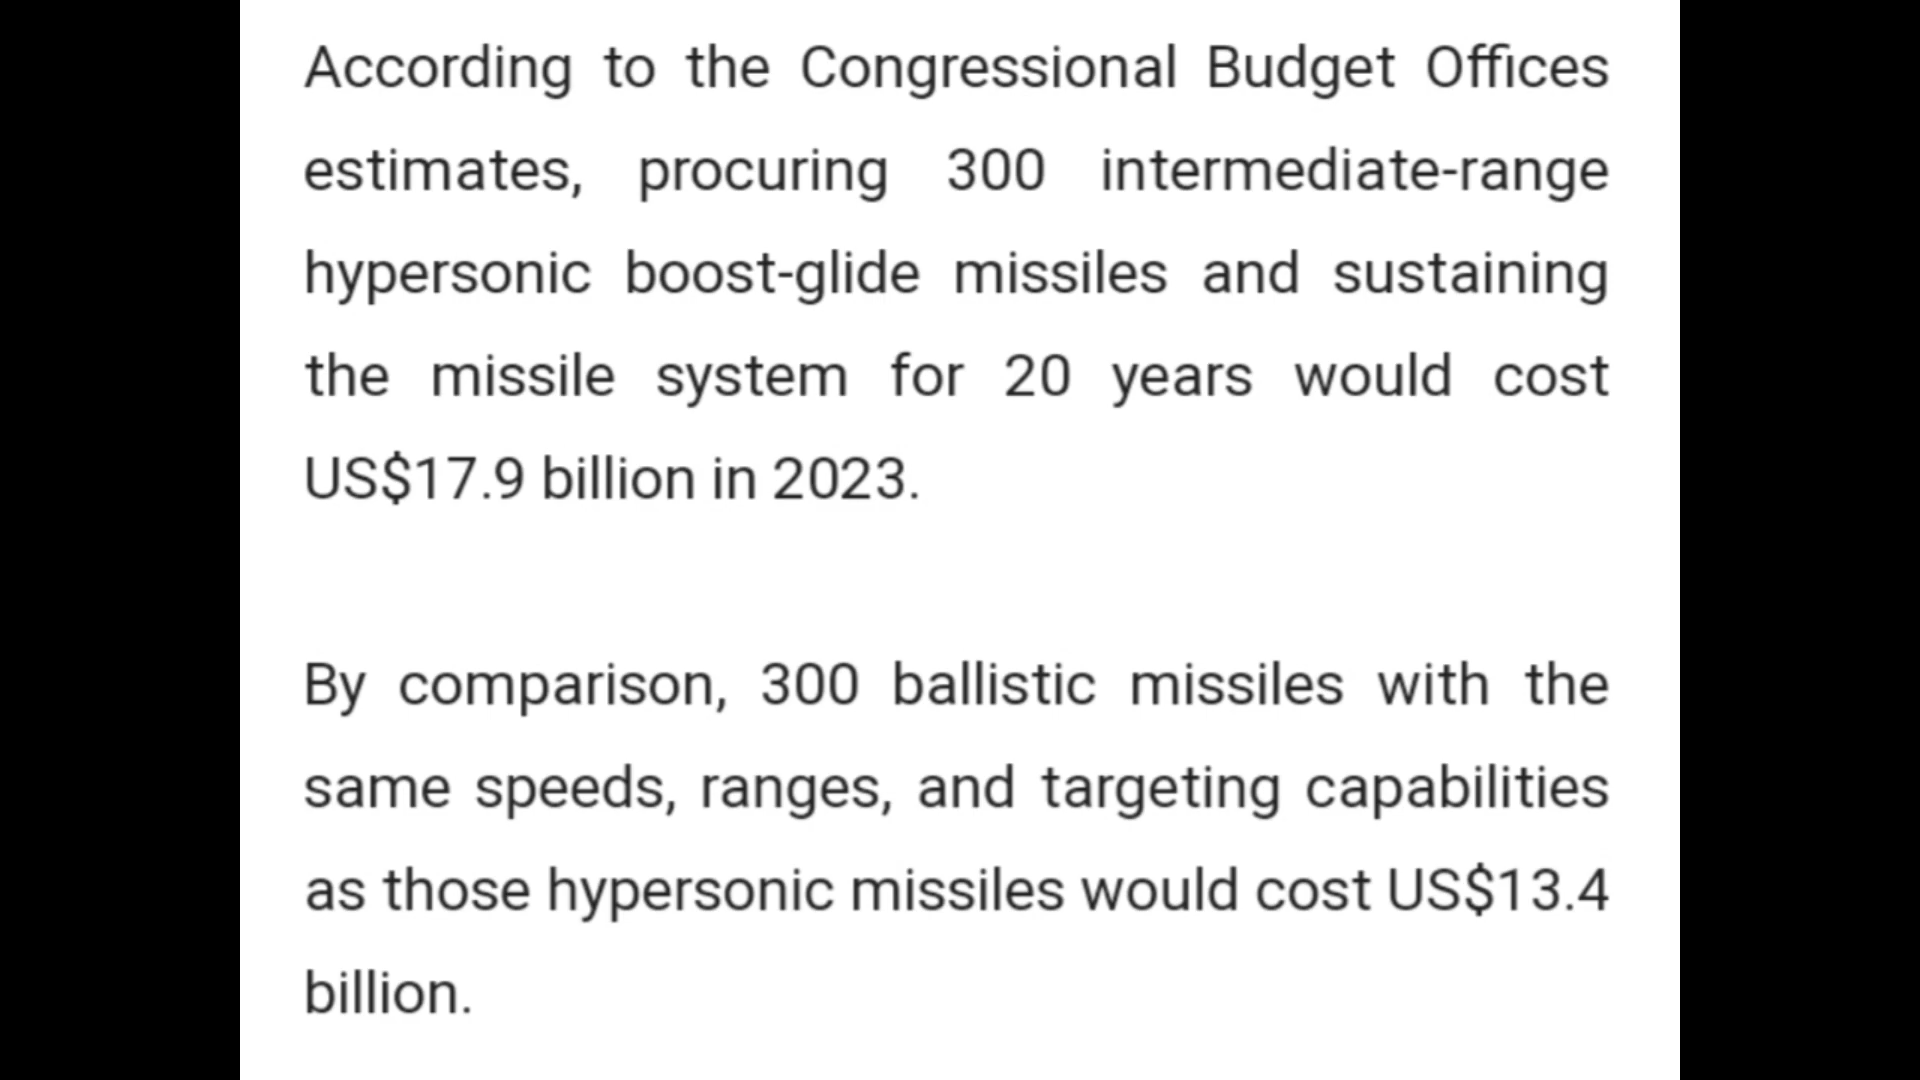 According to the Congressional Budget Offices
estimates, procuring 300 intermediate-range
hypersonic boost-glide missiles and sustaining
the missile system for 20 years would cost
US$17.9 billion in 2023.
By comparison, 300 ballistic missiles with the
same speeds, ranges, and targeting capabilities
as those hypersonic missiles would cost US$13.4
billion.